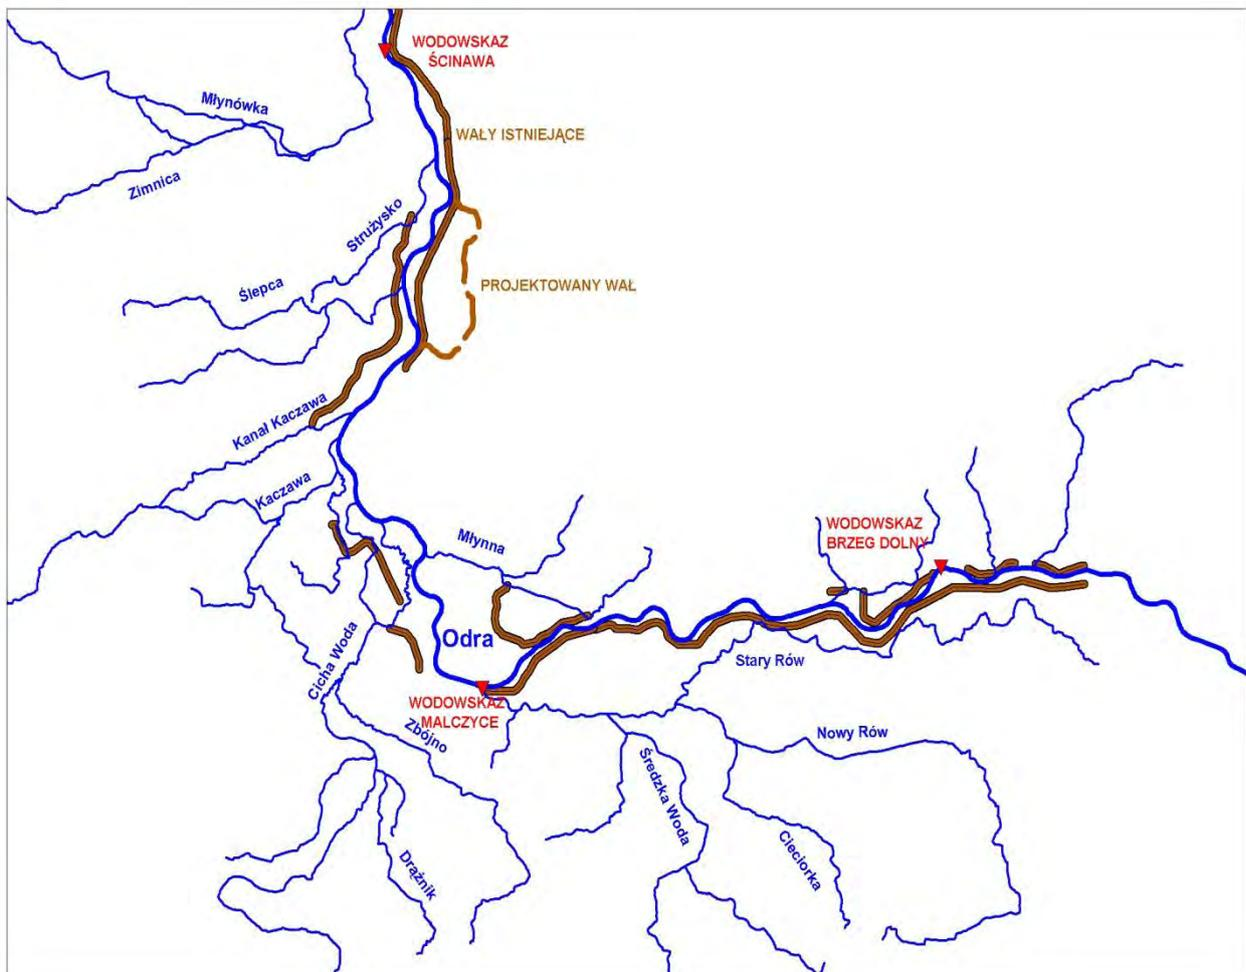 WODOWSKAZ
ŚCINAWA
Młynówka
WAŁY ISTNIEJĄCE
Zimnica
Strużysko
Ślepca
PROJEKTOWANY WAŁ
Kanał Kaczawa
Kaczawa
WODOWSKAZ
BRZEG DOLNY
Młynna
Odra
Cicha Woda
Stary Rów
WODOWSKAZ
MALCZYCE
Zbójno
Nowy Rów
Średzka Woda
Cieciorka
Drążnik